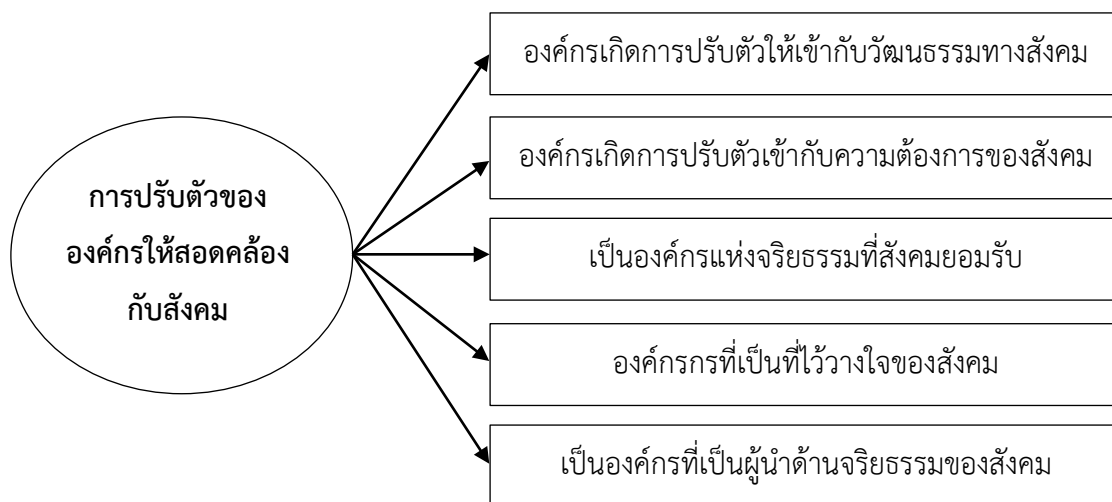 องค์กรเกิดการปรับตัวให้เข้ากับวัฒนธรรมทางสังคม
องค์กรเกิดการปรับตัวเข้ากับความต้องการของสังคม
การปรับตัวของ
องค์กรให้สอดคล้อง
กับสังคม
เป็นองค์กรแห่งจริยธรรมที่สังคมยอมรับ
องค์กรกรที่เป็นที่ไว้วางใจของสังคม
เป็นองค์กรที่เป็นผู้นำด้านจริยธรรมของสังคม